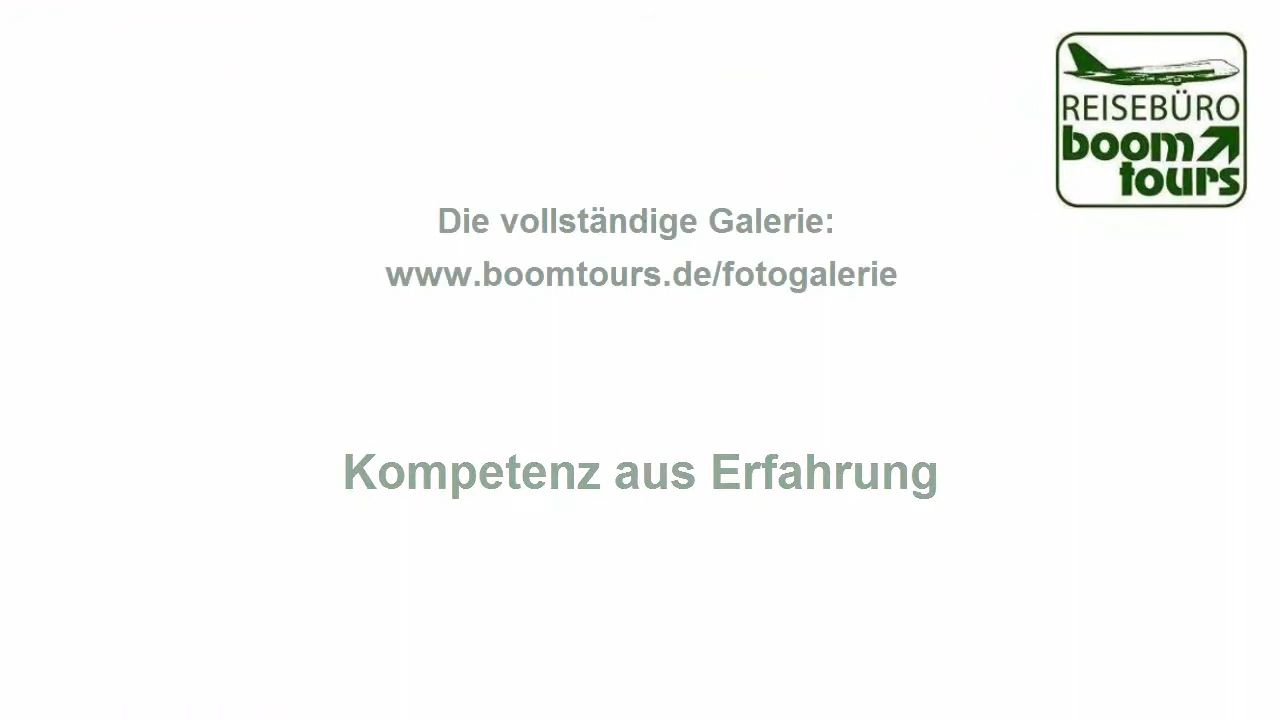 REISEBÜRO
boom
tours
Die vollständige Galerie:
www.boomtours.de/fotogalerie
Kompetenz aus Erfahrung